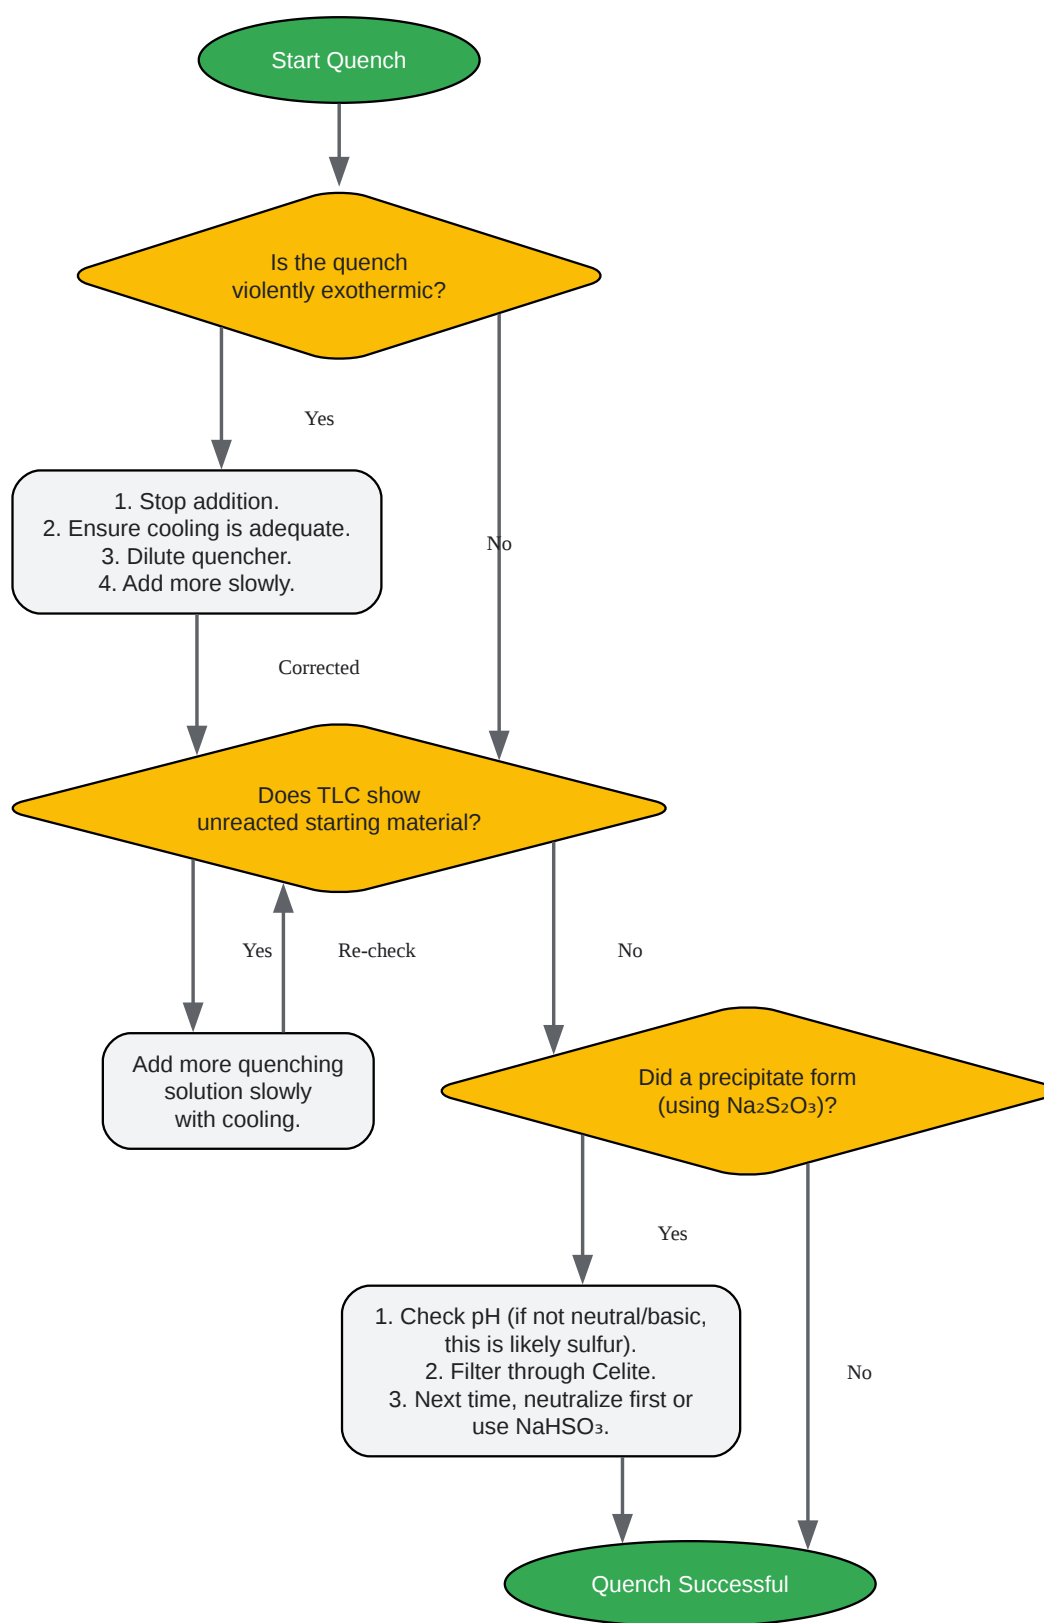 Start Quench
Is the quench
violently exothermic?
Yes
1. Stop addition.
2. Ensure cooling is adequate.
3. Dilute quencher.
4. Add more slowly.
No
Corrected
Does TLC show
unreacted starting material?
Yes
Re-check
No
Add more quenching
solution slowly
with cooling.
Did a precipitate form
(using Na₂S₂O₃)?
Yes
1. Check pH (if not neutral/basic,
this is likely sulfur).
2. Filter through Celite.
3. Next time, neutralize first or
use NaHSO₃.
No
Quench Successful